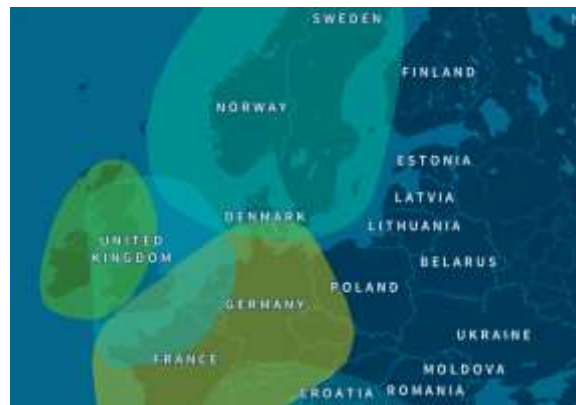 SWEDEN
FINLAND
NORWAY
ESTONIA
LATVIA
DENMARK
LITHUANIA
UNITED
KINGDOM
BELARUS
POLAND
GERMANY
UKRAINE
FRANCE
MOLDOVA
CROATIA
ROMANIA